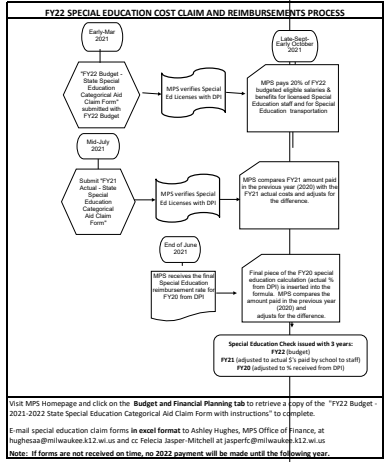 FY22 SPECIAL EDUCATION COST CLAIM AND REIMBURSEMENTS PROCESS
Early-Mar
2021
Late-Sept-
Early October
2021
"FY22 Budget -
State Special
Education
Categorical Aid
Claim Form"
submitted with
FY22 Budget
MPS verifies Special
Ed Licenses with DPI
MPS pays 20% of FY22
budgeted eligible salaries &
benefits for licensed Special
Education staff and for Special
Education transportation
Mid-July
2021
Submit "FY21
Actual - State
Special
Education
Categorical
Aid Claim
Form"
MPS verifies Special
Ed Licenses with DPI
MPS compares FY21 amount paid
in the previous year (2020) with the
FY21 actual costs and adjusts for
the difference.
End of June
2021
MPS receives the final
Special Education
reimbursement rate for
FY20 from DPI
Final piece of the FY20 special
education calculation (actual %
from DPI) is inserted into the
formula. MPS compares the
amount paid in the previous year
(2020) and
adjusts for the difference.
Special Education Check issued with 3 years:
FY22 (budget)
FY21 (adjusted to actual $'s paid by school to staff)
FY20 (adjusted to % received from DPI)
Visit MPS Homepage and click on the Budget and Financial Planning tab to retrieve a copy of the "FY22 Budget -
2021-2022 State Special Education Categorical Aid Claim Form with instructions" to complete.
E-mail special education claim forms in excel format to Ashley Hughes, MPS Office of Finance, at
hughesaa@milwaukee.k12.wi.us and cc Felecia Jasper-Mitchell at jasperfc@milwaukee.k12.wi.us
Note: If forms are not received on time, no 2022 payment will be made until the following year.